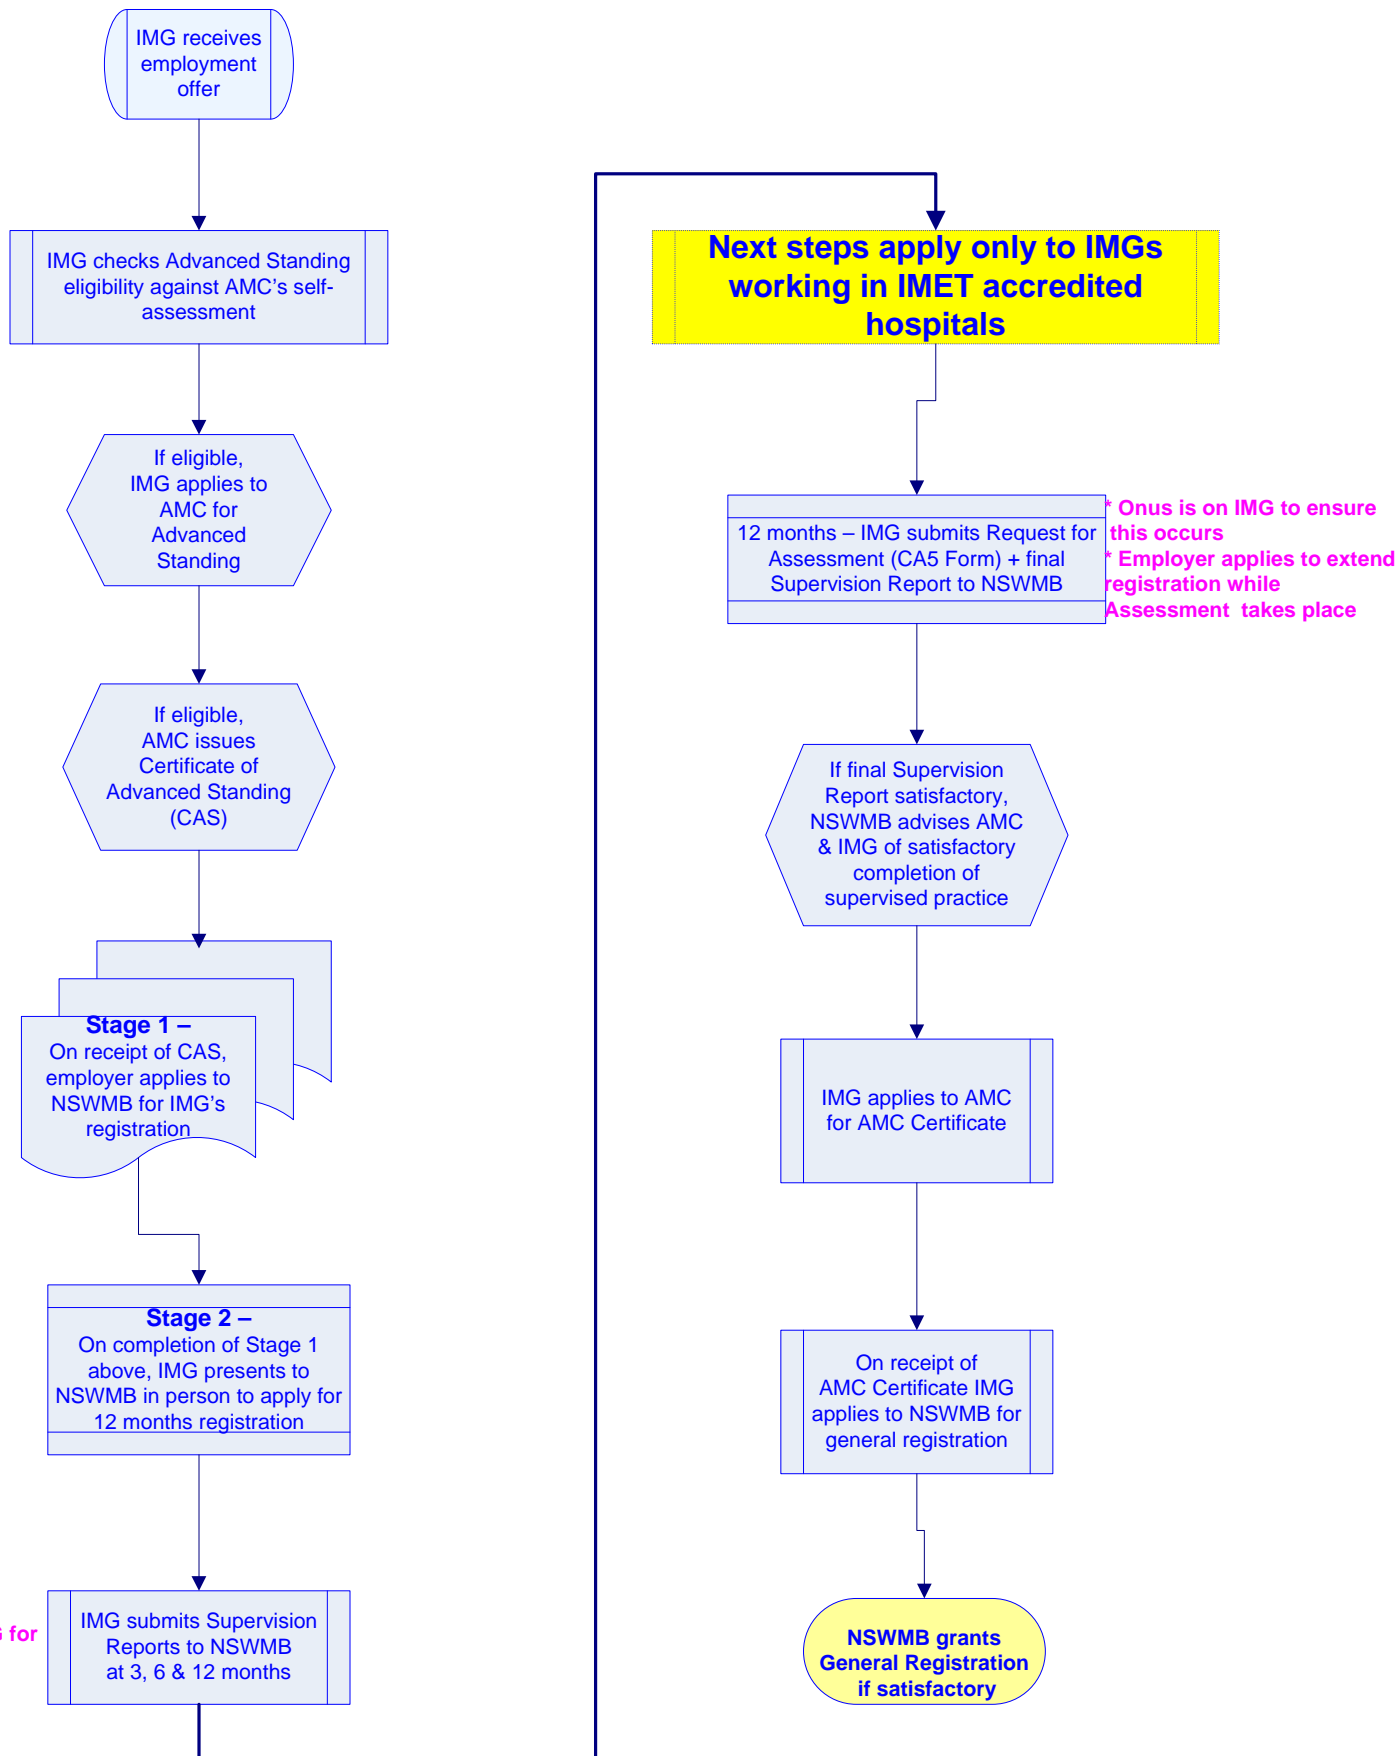 IMG receives
employment
offer
IMG checks Advanced Standing
eligibility against AMC’s self-
assessment
If eligible,
IMG applies to
AMC for
Advanced
Standing
If eligible,
AMC issues
Certificate of
Advanced Standing
(CAS)
Stage 1 –
On receipt of CAS,
employer applies to
NSWMB for IMG’s
registration
Stage 2 –
On completion of Stage 1
above, IMG presents to
NSWMB in person to apply for
12 months registration
for
IMG submits Supervision
Reports to NSWMB
at 3, 6 & 12 months
Next steps apply only to IMGs
working in IMET accredited
hospitals
12 months – IMG submits Request for
Assessment (CA5 Form) + final
Supervision Report to NSWMB
* Onus is on IMG to ensure
this occurs
* Employer applies to extend
registration while
Assessment takes place
If final Supervision
Report satisfactory,
NSWMB advises AMC
& IMG of satisfactory
completion of
supervised practice
IMG applies to AMC
for AMC Certificate
On receipt of
AMC Certificate IMG
applies to NSWMB for
general registration
NSWMB grants
General Registration
if satisfactory